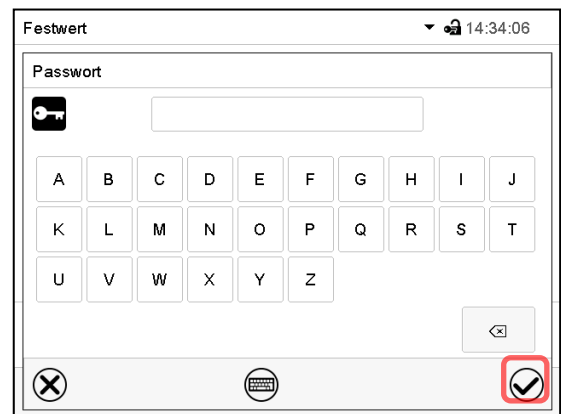 Festwert 14:34:06
Passwort
A B C D E F G H I J
K L M N O P Q R S T
U V W X Y Z